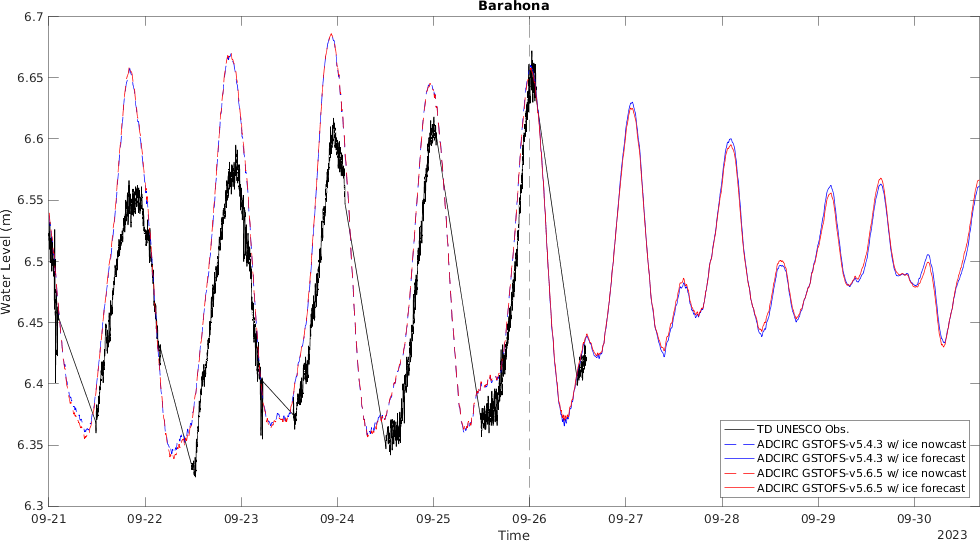 Barahona
6.7
6.65
6.6
6.55
6.5
6.45
6.4
6.35
6.3
Water Level (m)
09-21 09-22 09-23 09-24 09-25 09-26 09-27 09-28 09-29 09-30
Time
2023
TD UNESCO Obs.
ADCIRC GSTOFS-v5.4.3 w/ ice nowcast
ADCIRC GSTOFS-v5.4.3 w/ ice forecast
ADCIRC GSTOFS-v5.6.5 w/ ice nowcast
ADCIRC GSTOFS-v5.6.5 w/ ice forecast